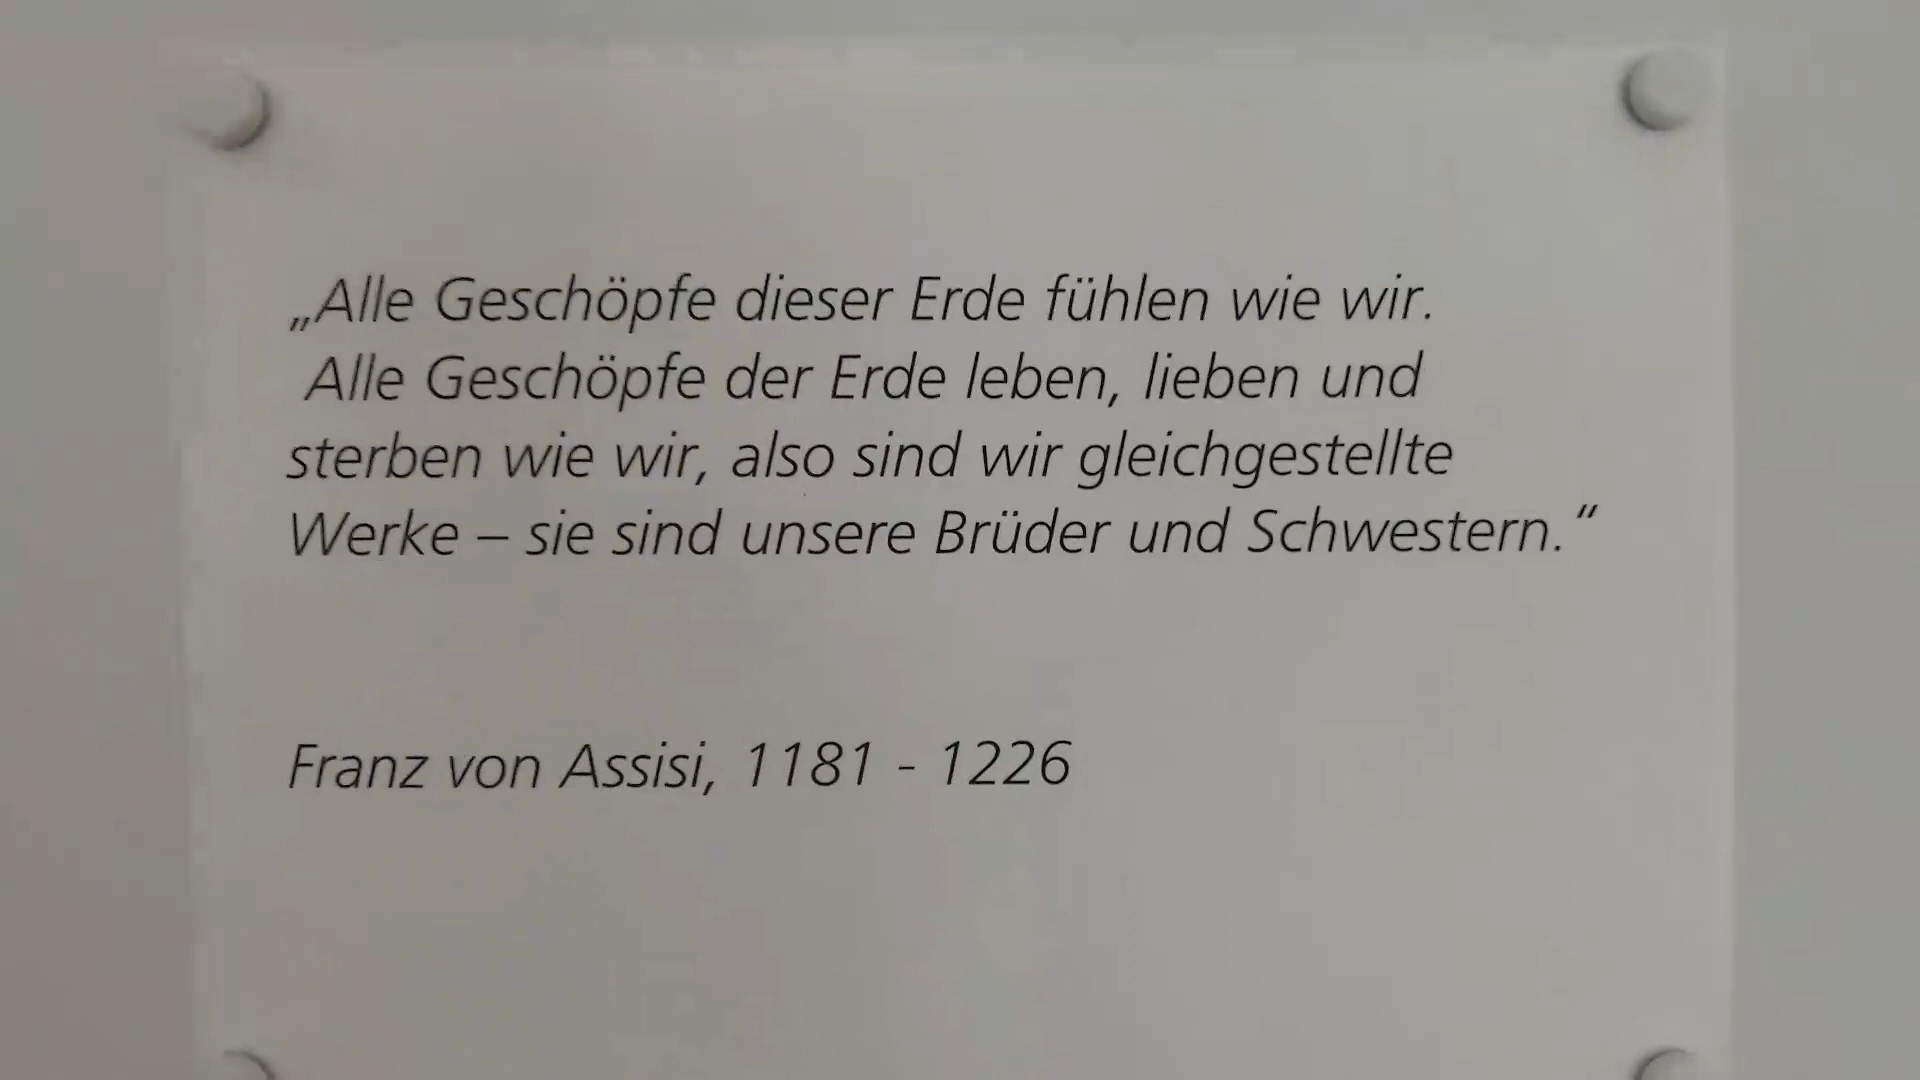 „Alle Geschöpfe dieser Erde fühlen wie wir.
Alle Geschöpfe der Erde leben, lieben und
sterben wie wir, also sind wir gleichgestellte
Werke – sie sind unsere Brüder und Schwestern.“
Franz von Assisi, 1181 - 1226